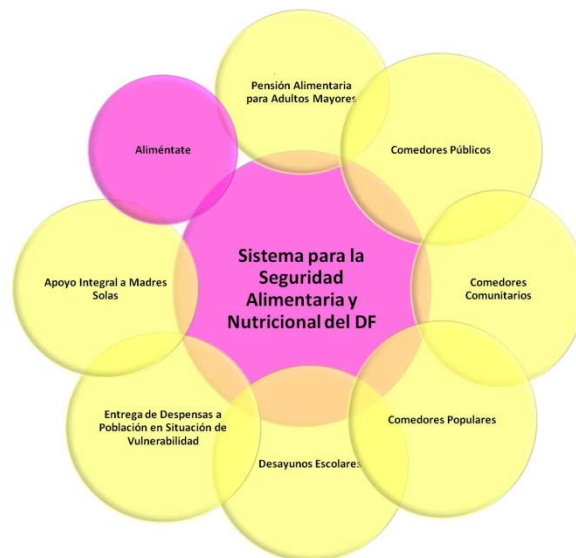 Pensión Alimentaria
para Adultos Mayores
Aliméntate
Comedores Públicos
Sistema para la
Seguridad
Alimentaria y
Nutricional del DF
Apoyo Integral a Madres
Solas
Comedores
Comunitarios
Entrega de Despensas a
Población en Situación de
Vulnerabilidad
Comedores Populares
Desayunos Escolares